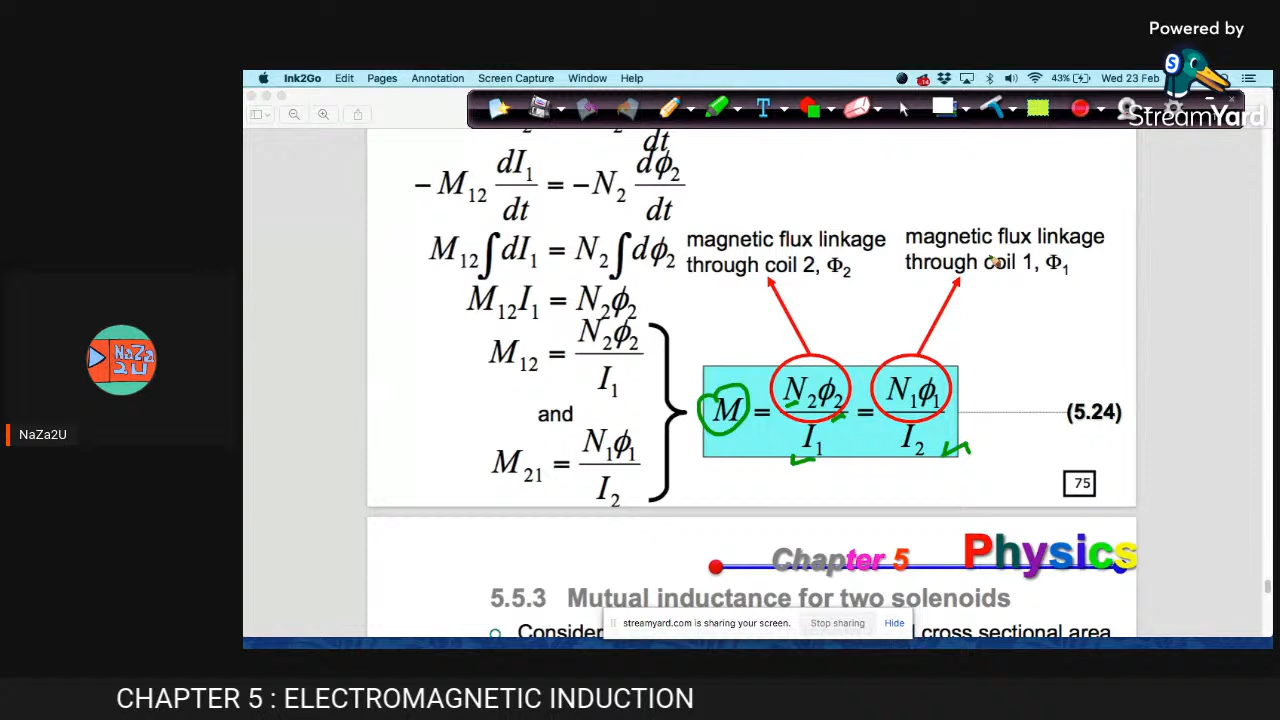 Powered by
StreamYard
Ink2Go Edit Pages Annotation Screen Capture Window Help 43% Wed 23 Feb
dt
− M₁₂ dI₁/dt = −N₂ dϕ₂/dt
M₁₂ ∫ dI₁ = N₂ ∫ dϕ₂
magnetic flux linkage
through coil 2, Φ₂
magnetic flux linkage
through coil 1, Φ₁
M₁₂I₁ = N₂ϕ₂
M₁₂ = N₂ϕ₂/I₁
and
M₂₁ = N₁ϕ₁/I₂
M = N₂ϕ₂/I₁ = N₁ϕ₁/I₂
(5.24)
75
Chapter 5 Physics
5.5.3 Mutual inductance for two solenoids
cross sectional area
streamyard.com is sharing your screen. Stop sharing Hide
NaZa
2U
NaZa2U
CHAPTER 5 : ELECTROMAGNETIC INDUCTION